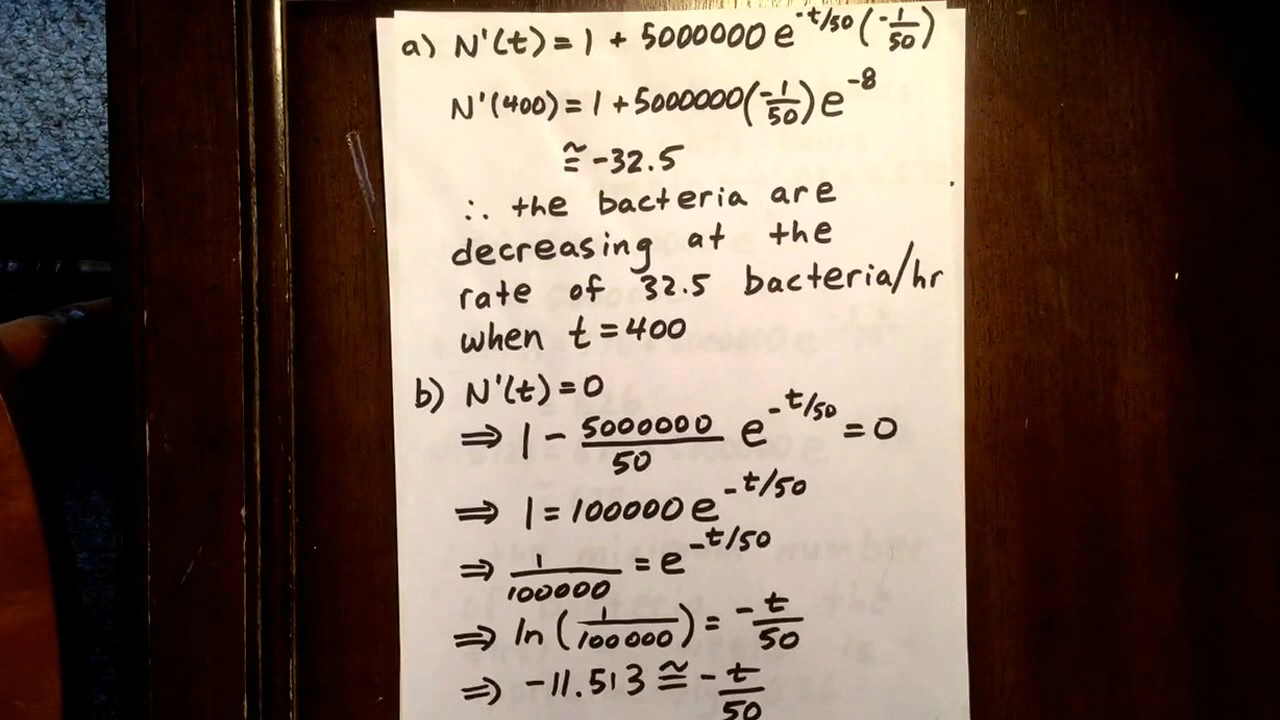 a) N'(t) = 1 + 5000000 e^{-t/50} (-1/50)
N'(400) = 1 + 5000000(-1/50) e^{-8}
≅ -32.5
∴ the bacteria are
decreasing at the
rate of 32.5 bacteria/hr
when t = 400
b) N'(t) = 0
⇒ 1 - 5000000/50 e^{-t/50} = 0
⇒ 1 = 100000 e^{-t/50}
⇒ 1/100000 = e^{-t/50}
⇒ ln (1/100000) = -t/50
⇒ -11.513 ≅ -t/50